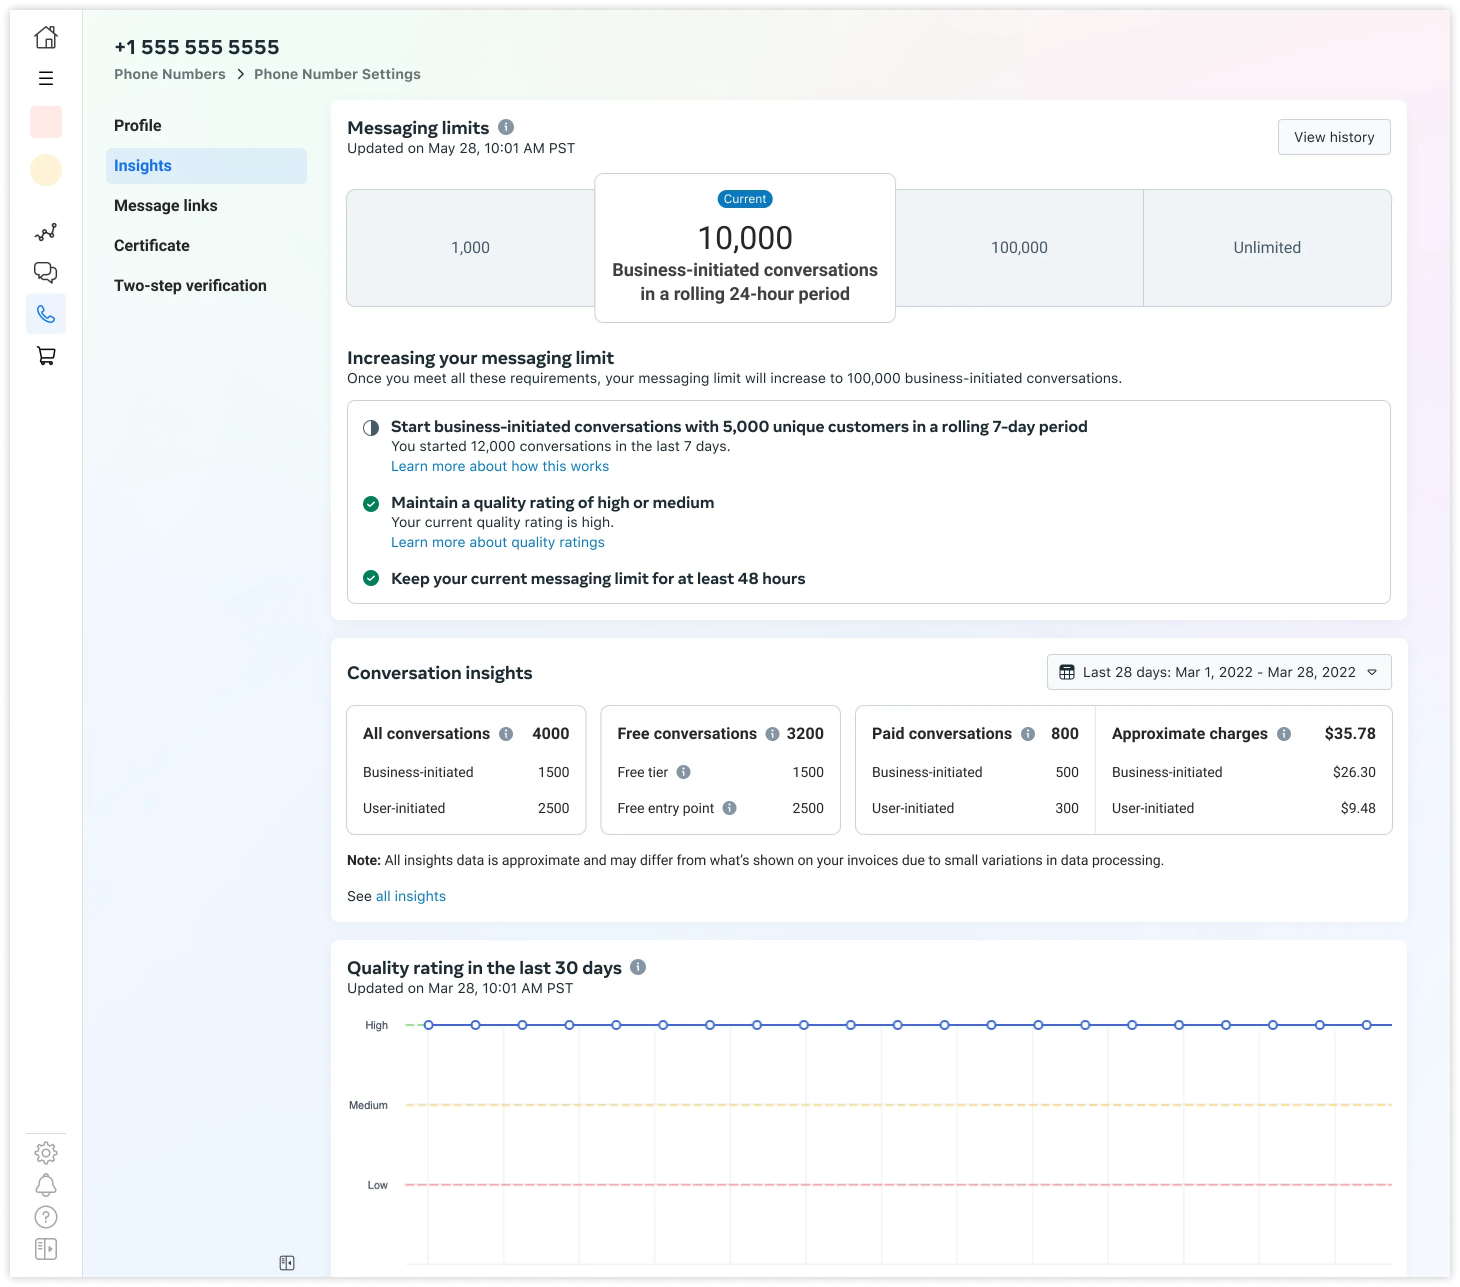 +1 555 555 5555
Phone Numbers > Phone Number Settings
Profile
Insights
Message links
Certificate
Two-step verification
Messaging limits
Updated on May 28, 10:01 AM PST
View history
1,000
Current
10,000
Business-initiated conversations
in a rolling 24-hour period
100,000
Unlimited
Increasing your messaging limit
Once you meet all these requirements, your messaging limit will increase to 100,000 business-initiated conversations.
Start business-initiated conversations with 5,000 unique customers in a rolling 7-day period
You started 12,000 conversations in the last 7 days.
Learn more about how this works
Maintain a quality rating of high or medium
Your current quality rating is high.
Learn more about quality ratings
Keep your current messaging limit for at least 48 hours
Conversation insights
Last 28 days: Mar 1, 2022 - Mar 28, 2022
All conversations 4000
Business-initiated 1500
User-initiated 2500
Free conversations 3200
Free tier 1500
Free entry point 2500
Paid conversations 800
Business-initiated 500
User-initiated 300
Approximate charges $35.78
Business-initiated $26.30
User-initiated $9.48
Note: All insights data is approximate and may differ from what's shown on your invoices due to small variations in data processing.
See all insights
Quality rating in the last 30 days
Updated on Mar 28, 10:01 AM PST
High
Medium
Low